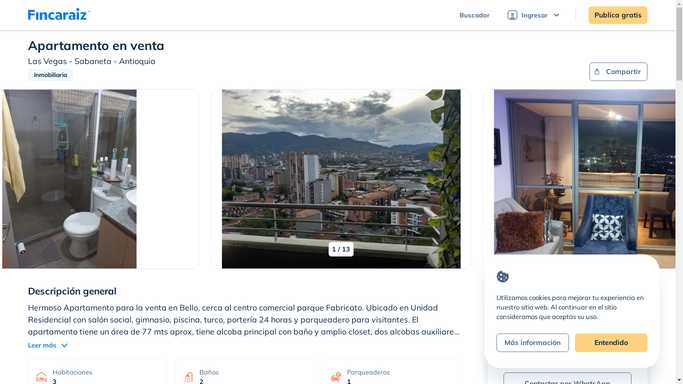 Fincaraiz
Buscador
Ingresar
Publica gratis
Apartamento en venta
Las Vegas - Sabaneta - Antioquia
Inmobiliaria
Compartir
1 / 13
Descripción general
Hermoso Apartamento para la venta en Bello, cerca al centro comercial parque Fabricato. Ubicado en Unidad
Residencial con salón social, gimnasio, piscina, turco, portería 24 horas y parqueadero para visitantes. El
apartamento tiene un área de 77 mts aprox, tiene alcoba principal con baño y amplio closet, dos alcobas auxiliare...
Leer más
Habitaciones
3
Baños
2
Parqueaderos
1
Utilizamos cookies para mejorar tu experiencia en
nuestro sitio web. Al continuar en el sitio
consideramos que aceptas su uso.
Más información
Entendido
Contactar por WhatsApp